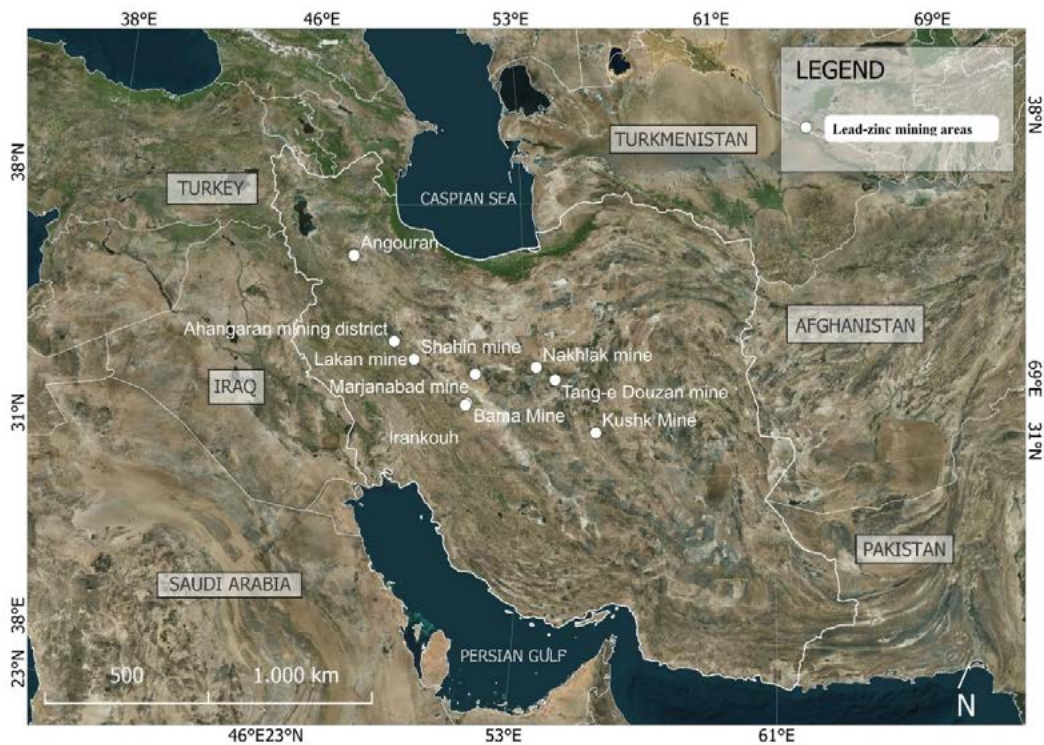 38°E
46°E
53°E
61°E
69°E
LEGEND
Lead-zinc mining areas
38°N
38°N
TURKMENISTAN
TURKEY
CASPIAN SEA
Angouran
AFGHANISTAN
Ahangaran mining district
Lakan mine
Shahin mine
Nakhlak mine
IRAQ
Marjanabad mine
Tang-e Douzan mine
69°E
31°N
Bama Mine
Kushk Mine
31°N
Irankouh
PAKISTAN
SAUDI ARABIA
38°E
23°N
PERSIAN GULF
500
1.000 km
N
46°E23°N
53°E
61°E